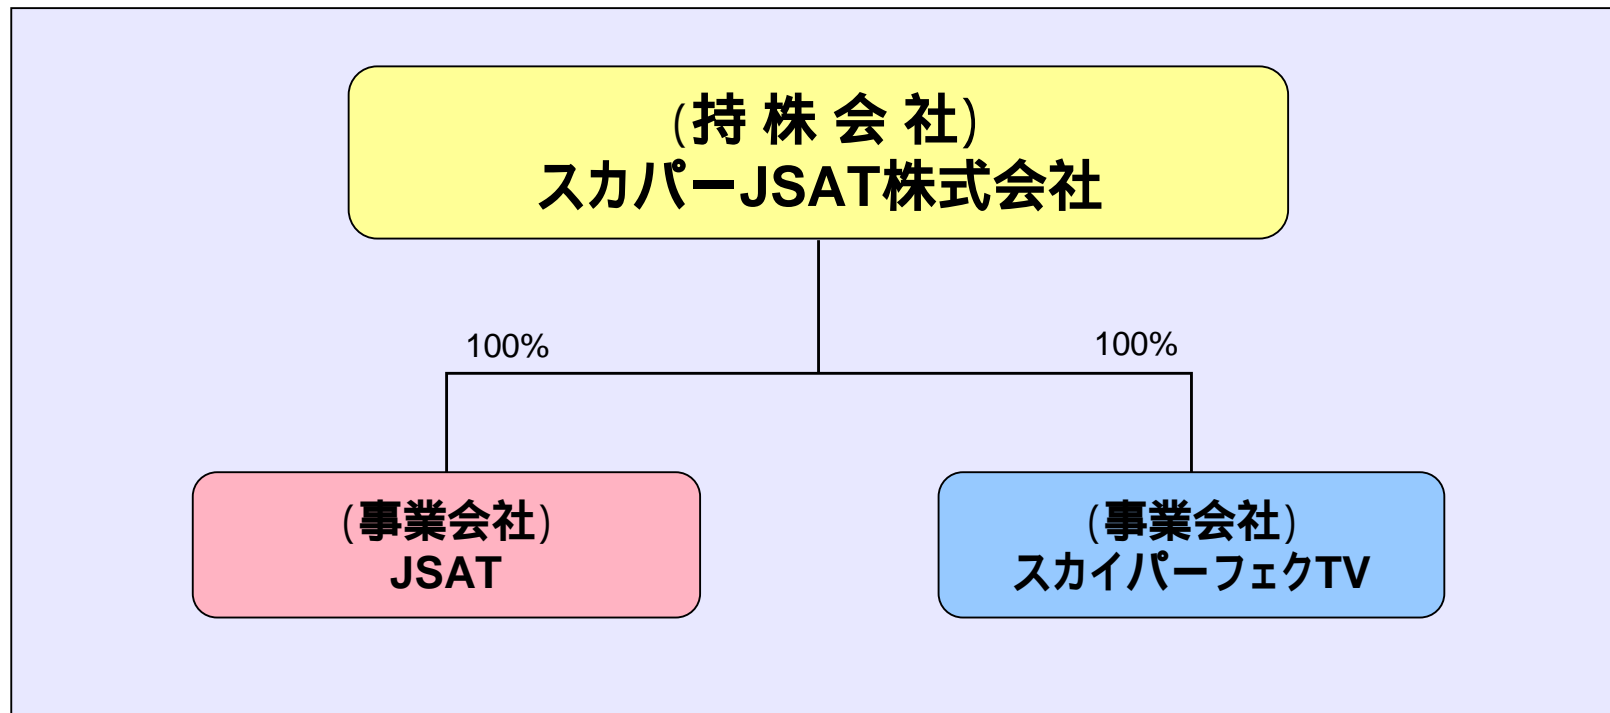 (持 株 会 社)
スカパーJSAT株式会社
100%
100%
(事業会社)
JSAT
(事業会社)
スカイパーフェクTV